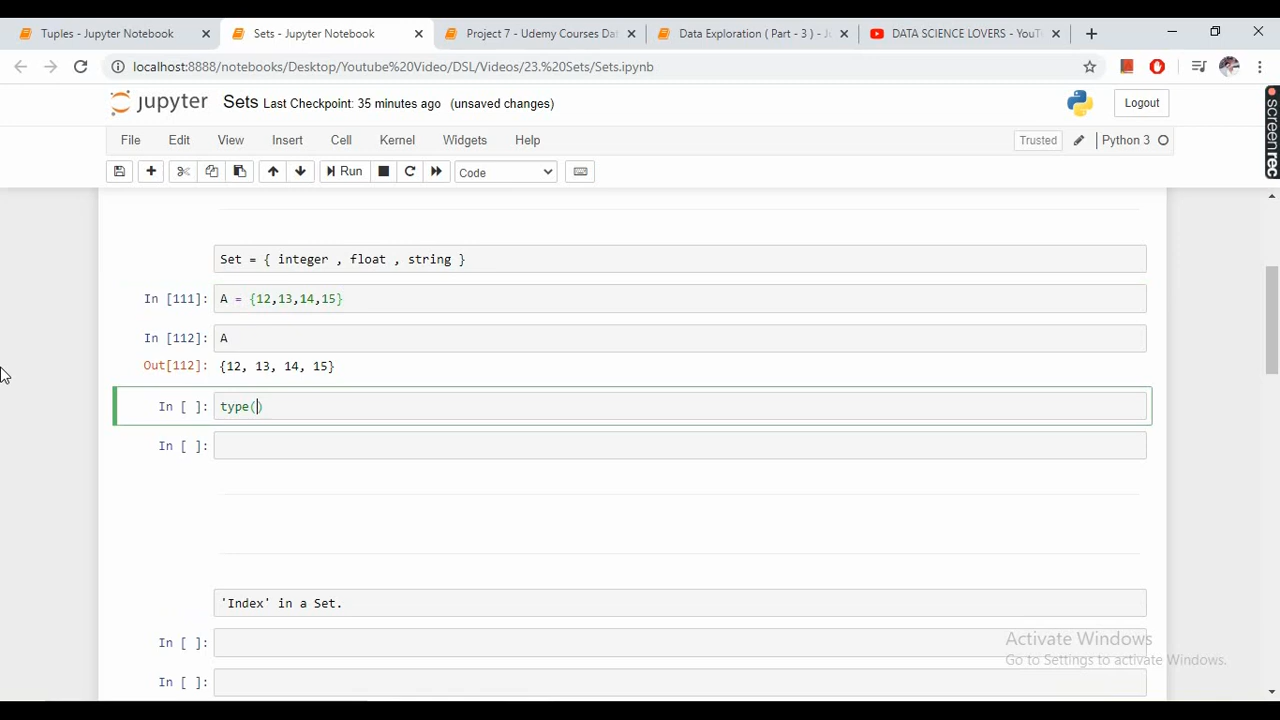 Tuples - Jupyter Notebook
Sets - Jupyter Notebook
Project 7 - Udemy Courses Dat
Data Exploration ( Part - 3 ) - Ju
DATA SCIENCE LOVERS - YouT
localhost:8888/notebooks/Desktop/Youtube%20Video/DSL/Videos/23.%20Sets/Sets.ipynb
jupyter Sets Last Checkpoint: 35 minutes ago (unsaved changes)
Logout
File Edit View Insert Cell Kernel Widgets Help
Trusted Python 3
Run Code
screenrec
Set = { integer , float , string }
In [111]: A = {12,13,14,15}
In [112]: A
Out[112]: {12, 13, 14, 15}
In [ ]: type()
In [ ]:
'Index' in a Set.
In [ ]:
In [ ]:
Activate Windows
Go to Settings to activate Windows.